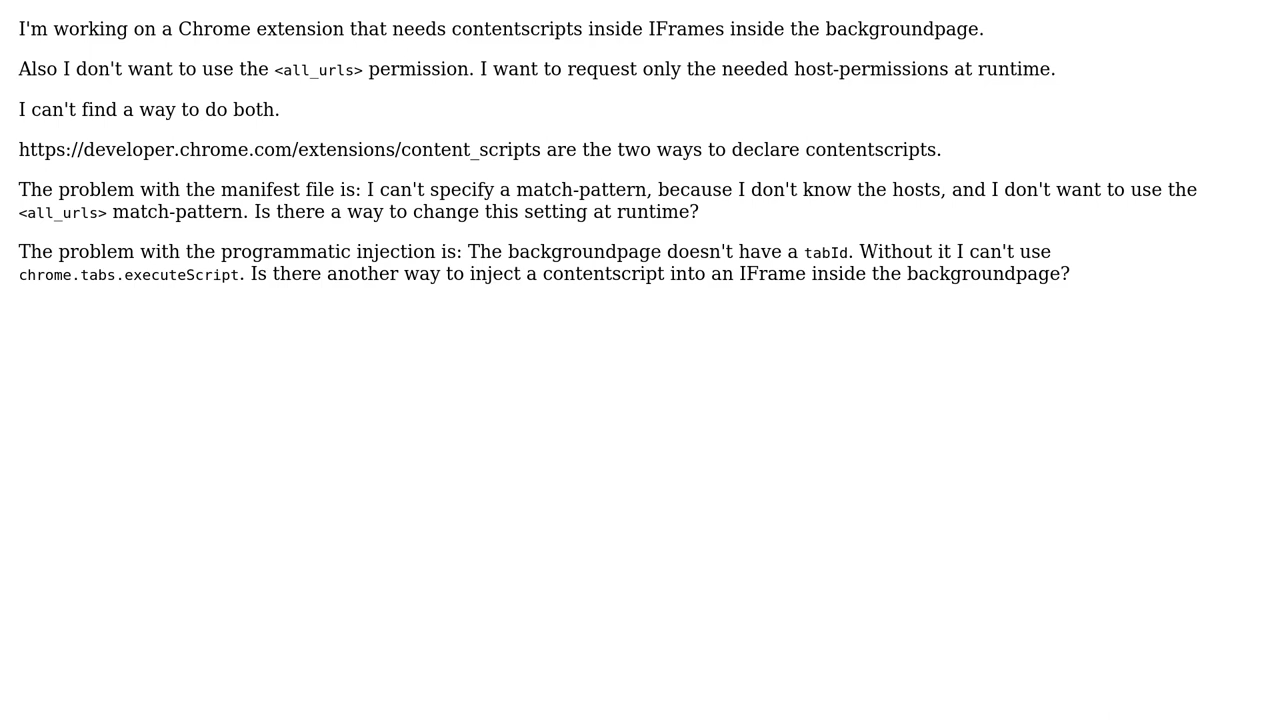 I'm working on a Chrome extension that needs contentscripts inside IFrames inside the backgroundpage.
Also I don't want to use the <all_urls> permission. I want to request only the needed host-permissions at runtime.
I can't find a way to do both.
https://developer.chrome.com/extensions/content_scripts are the two ways to declare contentscripts.
The problem with the manifest file is: I can't specify a match-pattern, because I don't know the hosts, and I don't want to use the
<all_urls> match-pattern. Is there a way to change this setting at runtime?
The problem with the programmatic injection is: The backgroundpage doesn't have a tabId. Without it I can't use
chrome.tabs.executeScript. Is there another way to inject a contentscript into an IFrame inside the backgroundpage?